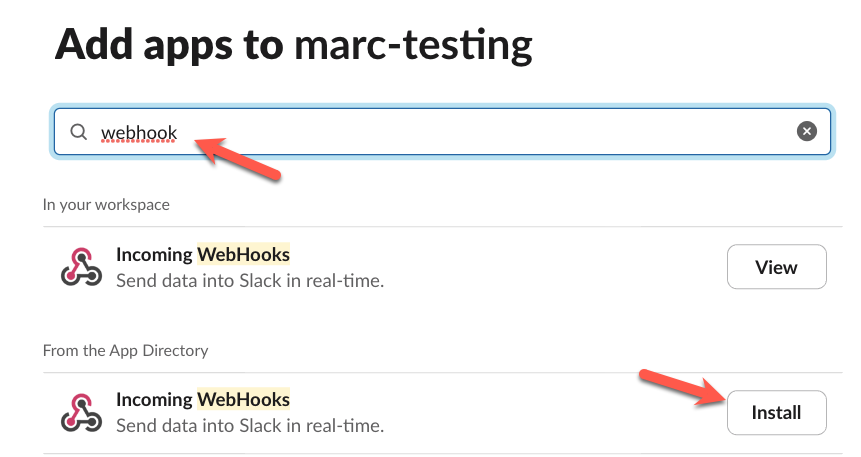 Add apps to marc-testing
webhook
In your workspace
Incoming WebHooks
Send data into Slack in real-time.
View
From the App Directory
Incoming WebHooks
Send data into Slack in real-time.
Install